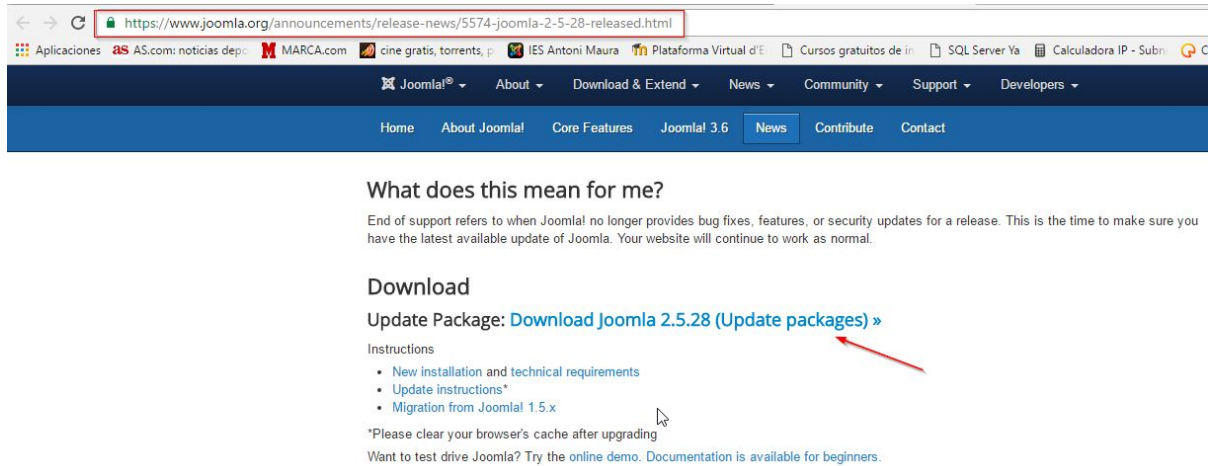 https://www.joomla.org/announcements/release-news/5574-joomla-2-5-28-released.html
Aplicaciones as AS.com: noticias depo M MARCA.com cine gratis, torrents, p IES Antoni Maura Plataforma Virtual d'E Cursos gratuitos de in SQL Server Ya Calculadora IP - Subn
Joomla!® About Download & Extend News Community Support Developers
Home About Joomla! Core Features Joomla! 3.6 News Contribute Contact
What does this mean for me?
End of support refers to when Joomla! no longer provides bug fixes, features, or security updates for a release. This is the time to make sure you
have the latest available update of Joomla. Your website will continue to work as normal.
Download
Update Package: Download Joomla 2.5.28 (Update packages) »
Instructions
• New installation and technical requirements
• Update instructions*
• Migration from Joomla! 1.5.x
*Please clear your browser's cache after upgrading
Want to test drive Joomla? Try the online demo. Documentation is available for beginners.